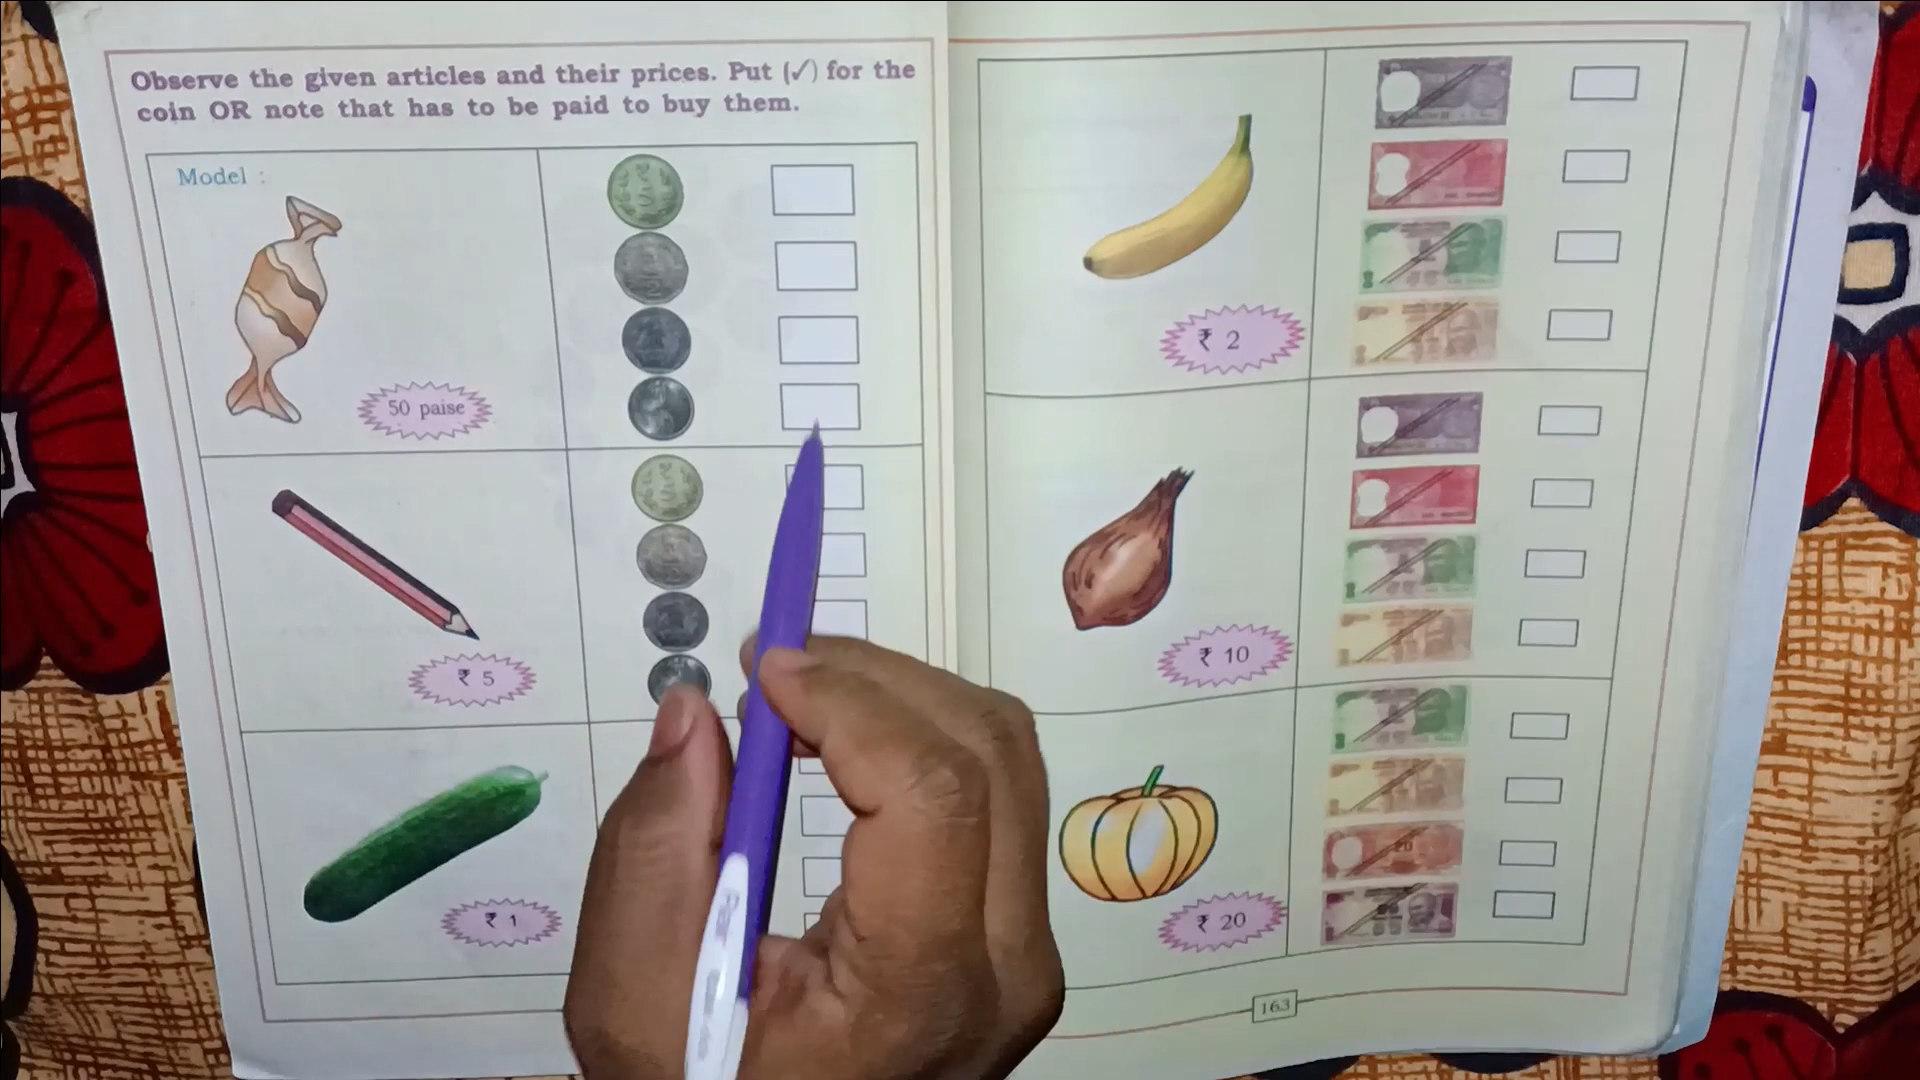 Observe the given articles and their prices. Put (✓) for the
coin OR note that has to be paid to buy them.
Model :
50 paise
₹ 5
₹ 1
₹ 2
₹ 10
₹ 20
163